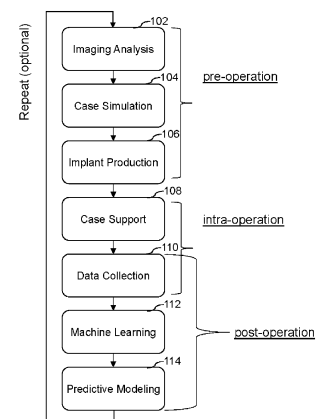 Repeat (optional)
102
Imaging Analysis
104
pre-operation
Case Simulation
106
Implant Production
108
Case Support
intra-operation
110
Data Collection
112
Machine Learning
post-operation
114
Predictive Modeling